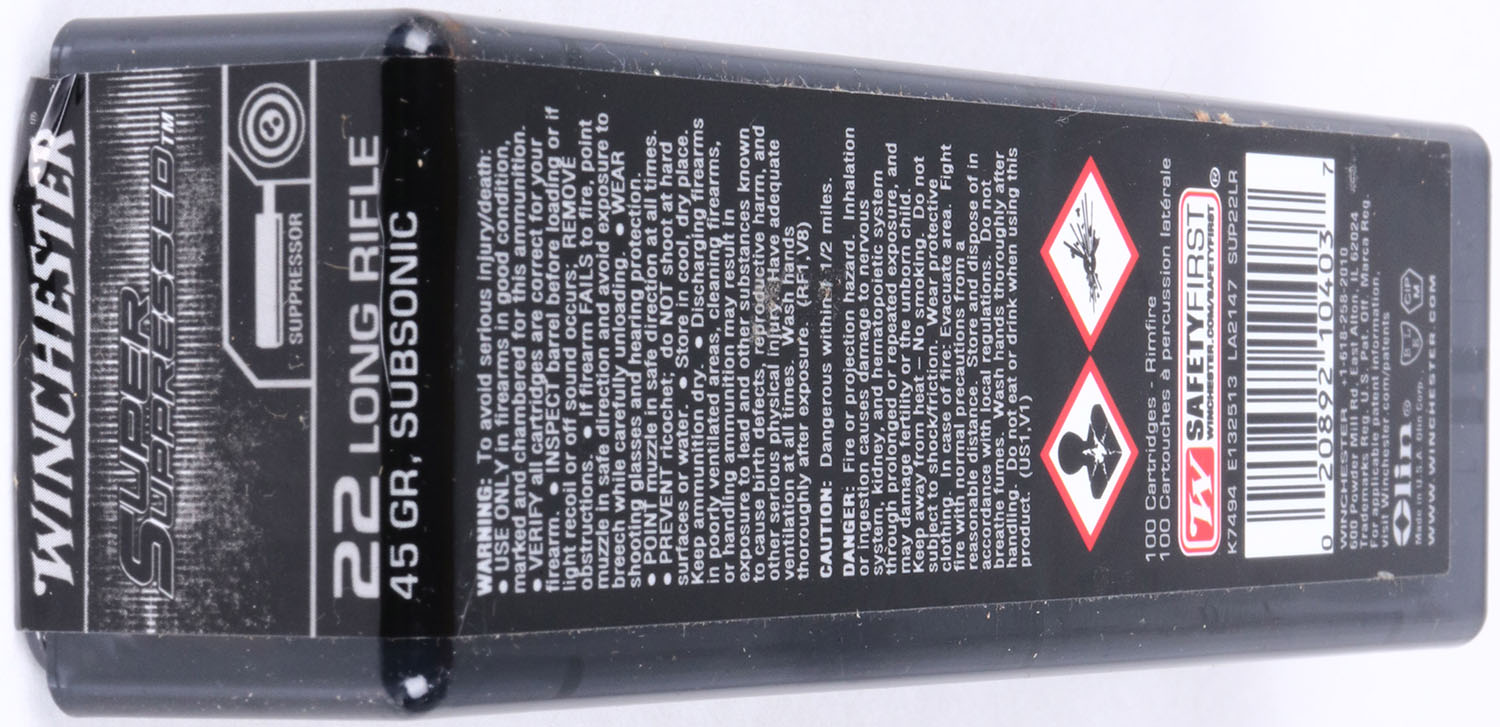 WINCHESTER
SUPER
SUPPRESSED™
SUPPRESSOR
22 LONG RIFLE
45 GR, SUBSONIC
WARNING: To avoid serious injury/death:
• USE ONLY in firearms in good condition,
marked and chambered for this ammunition.
• VERIFY all cartridges are correct for your
firearm. • INSPECT barrel before loading or if
light recoil or off sound occurs, REMOVE
obstructions. • If firearm FAILS to fire, point
muzzle in safe direction and avoid exposure to
breech while carefully unloading. • WEAR
shooting glasses and hearing protection.
• POINT muzzle in safe direction at all times.
• PREVENT ricochet; do NOT shoot at hard
surfaces or water. • Store in cool, dry place.
Keep ammunition dry. • Discharging firearms
in poorly ventilated areas, cleaning firearms,
or handling ammunition may result in
exposure to lead and other substances known
to cause birth defects, reproductive harm, and
other serious physical injury. Have adequate
ventilation at all times. Wash hands
thoroughly after exposure. (RF1.V8)
CAUTION: Dangerous within 1 1/2 miles.
DANGER: Fire or projection hazard. Inhalation
or ingestion causes damage to nervous
system, kidney, and hematopoietic system
through prolonged or repeated exposure, and
may damage fertility or the unborn child.
Keep away from heat – No smoking. Do not
subject to shock/friction. Wear protective
clothing. In case of fire: Evacuate area. Fight
fire with normal precautions from a
reasonable distance. Store and dispose of in
accordance with local regulations. Do not
breathe fumes. Wash hands thoroughly after
handling. Do not eat or drink when using this
product. (US1.V1)
100 Cartridges - Rimfire
100 Cartouches à percussion latérale
W SAFETYFIRST®
WINCHESTER.COM/SAFETYFIRST
K7494 E132513 LA2147 SUP22LR
0 20892 10403 7
WINCHESTER +1-618-258-2010
600 Powder Mill Rd. East Alton, IL 62024
Trademarks Reg. U.S. Pat. Off. Marca Reg.
For applicable patent information,
visit Winchester.com/patents
Olin®
Made in U.S.A. Olin Corp.
CIP
M
WWW.WINCHESTER.COM